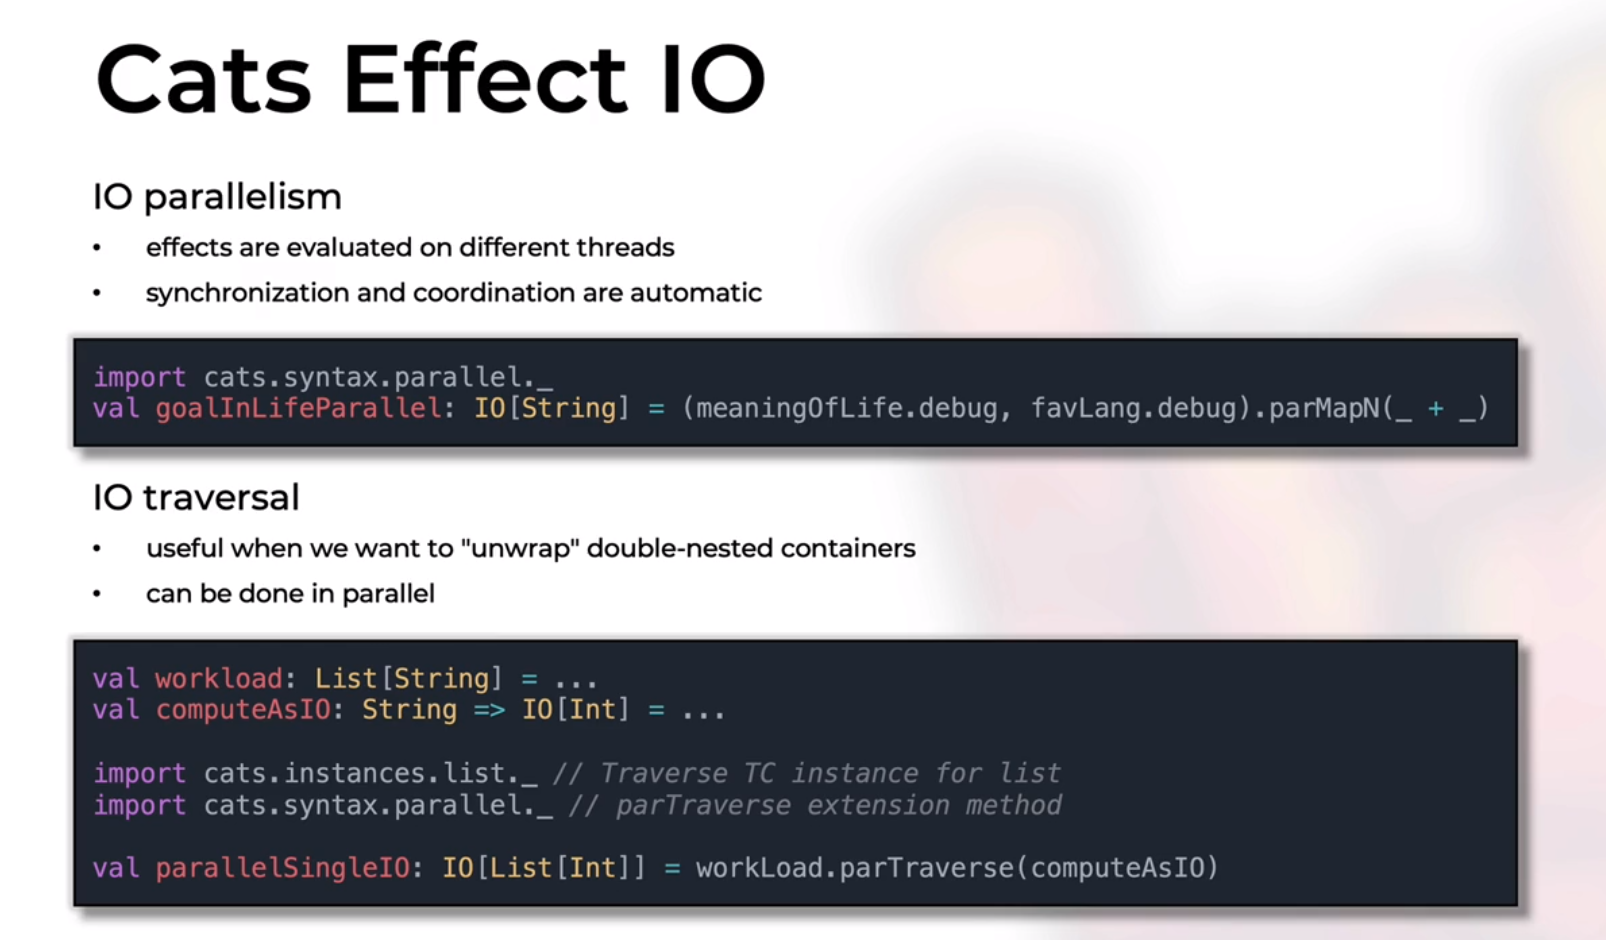 Cats Effect IO
IO parallelism
• effects are evaluated on different threads
• synchronization and coordination are automatic
import cats.syntax.parallel._
val goalInLifeParallel: IO[String] = (meaningOfLife.debug, favLang.debug).parMapN(_ + _)
IO traversal
• useful when we want to "unwrap" double-nested containers
• can be done in parallel
val workload: List[String] = ...
val computeAsIO: String => IO[Int] = ...
import cats.instances.list._ // Traverse TC instance for list
import cats.syntax.parallel._ // parTraverse extension method
val parallelSingleIO: IO[List[Int]] = workLoad.parTraverse(computeAsIO)